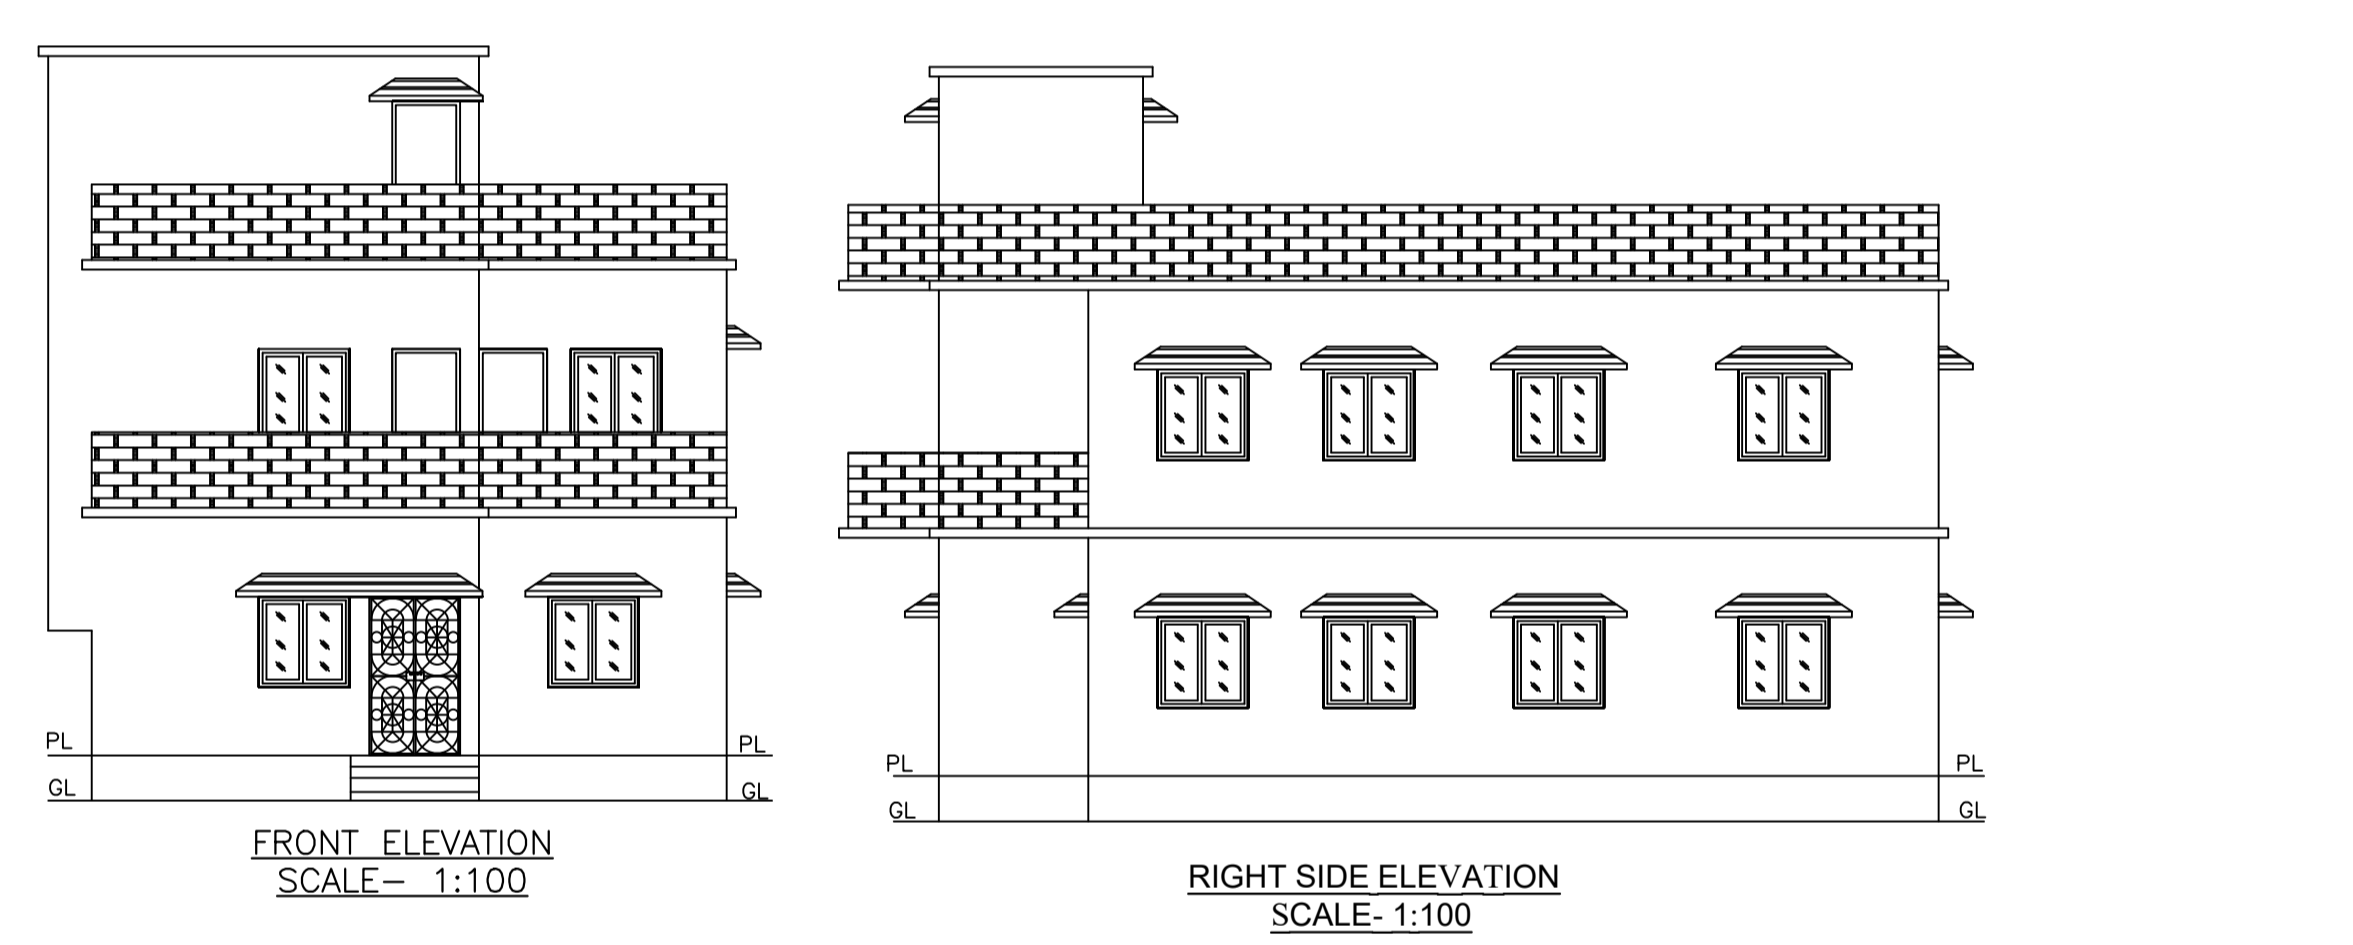 PL
PL
GL
GL
FRONT ELEVATION
SCALE- 1:100
PL
PL
GL
GL
RIGHT SIDE ELEVATION
SCALE- 1:100